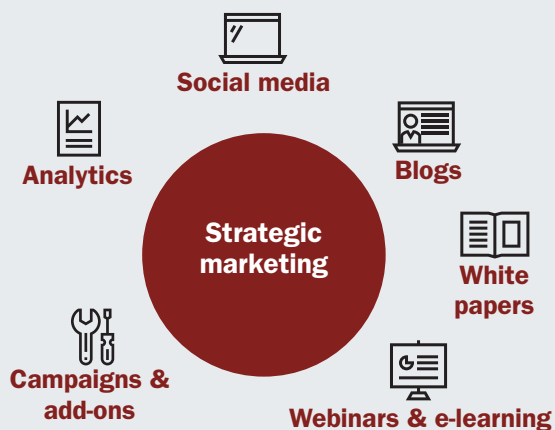 Social media
Analytics
Blogs
Strategic
marketing
White
papers
Campaigns &
add-ons
Webinars & e-learning